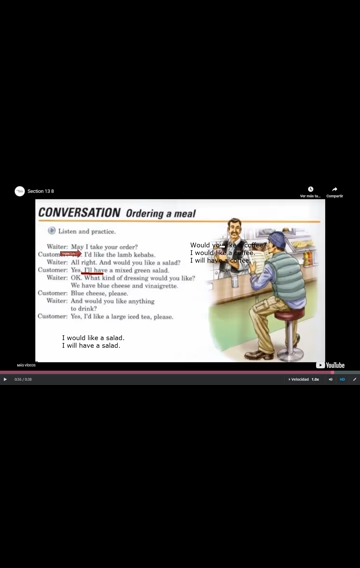 Section 13 8
Ver más ta...
Compartir
CONVERSATION Ordering a meal
Listen and practice.
Waiter: May I take your order?
I'd like the lamb kebabs.
Waiter: All right. And would you like a salad?
Customer: Yes, I'll have a mixed green salad.
Waiter: OK. What kind of dressing would you like?
We have blue cheese and vinaigrette.
Customer: Blue cheese, please.
Waiter: And would you like anything
to drink?
Customer: Yes, I'd like a large iced tea, please.
Would you like a coffee
I would like a coffee.
I will have a coffee
I would like a salad.
I will have a salad.
MÁS VÍDEOS
YouTube
Velocidad